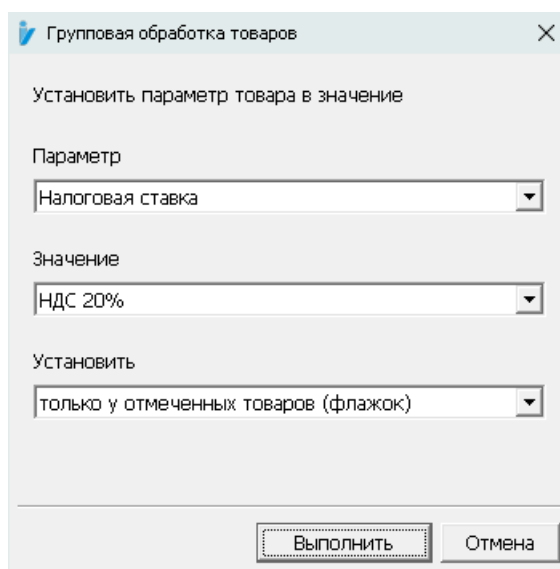 Групповая обработка товаров
Установить параметр товара в значение
Параметр
Налоговая ставка
Значение
НДС 20%
Установить
только у отмеченных товаров (флажок)
Выполнить Отмена